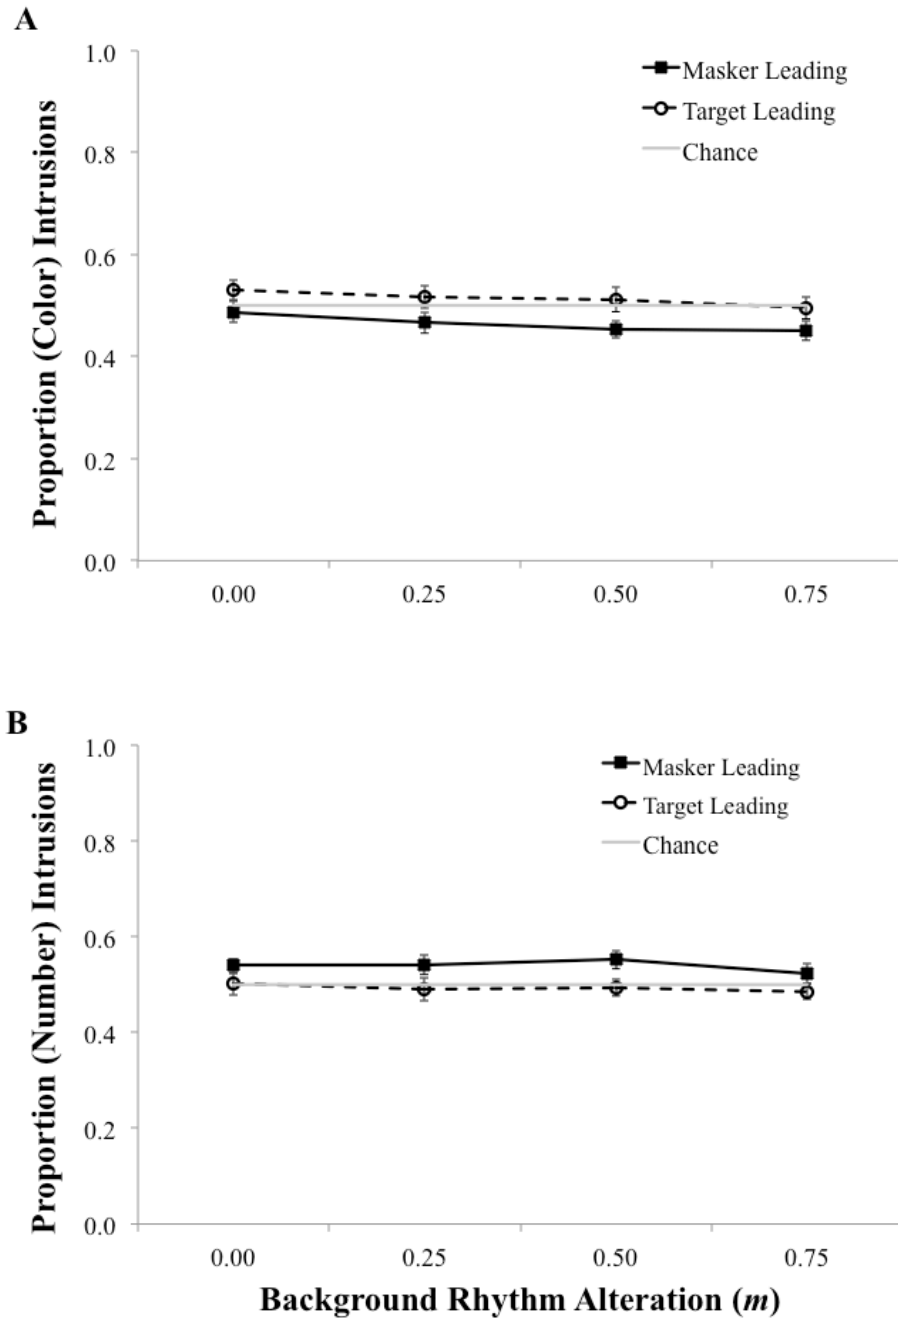 A
Proportion (Color) Intrusions
1.0
0.8
0.6
0.4
0.2
0.0
Masker Leading
Target Leading
Chance
0.00 0.25 0.50 0.75
B
Proportion (Number) Intrusions
1.0
0.8
0.6
0.4
0.2
0.0
Masker Leading
Target Leading
Chance
0.00 0.25 0.50 0.75
Background Rhythm Alteration (m)